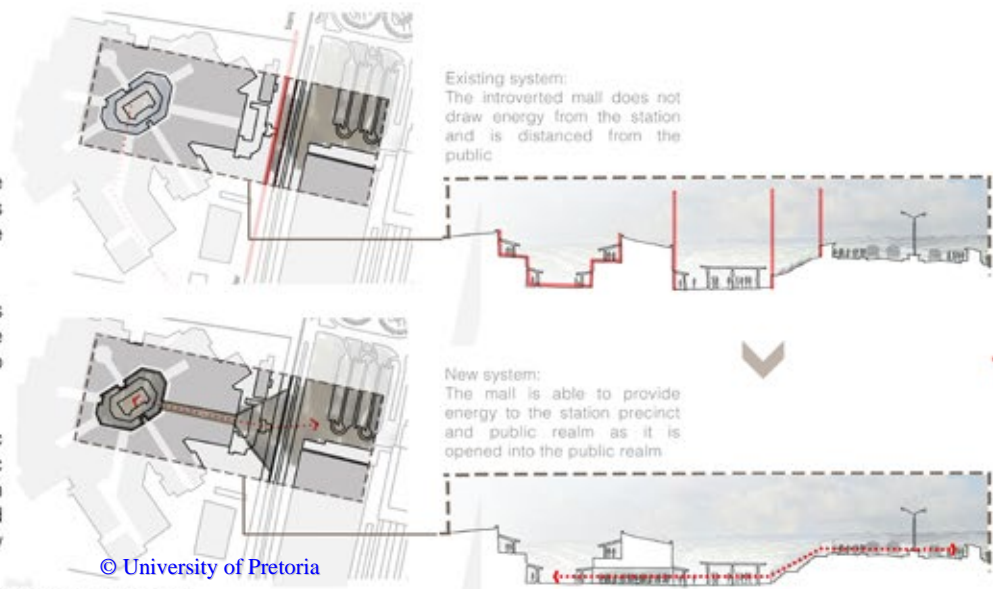 Existing system:
The introverted mall does not
draw energy from the station
and is distanced from the
public
New system:
The mall is able to provide
energy to the station precinct
and public realm as it is
opened into the public realm
© University of Pretoria